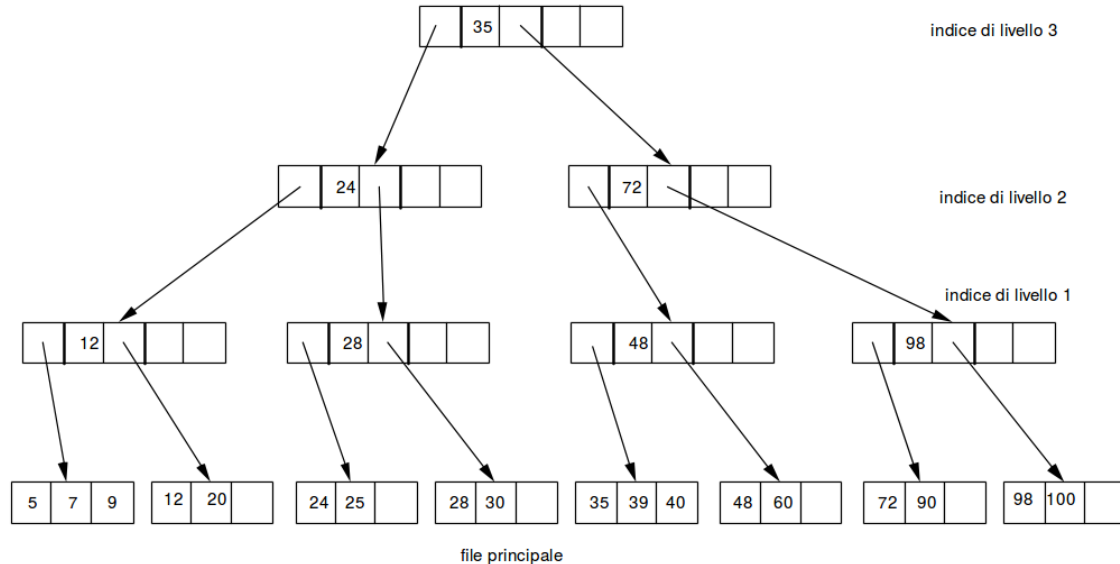 35
indice di livello 3
24 72
indice di livello 2
indice di livello 1
12 28 48 98
5 7 9 12 20 24 25 28 30 35 39 40 48 60 72 90 98 100
file principale